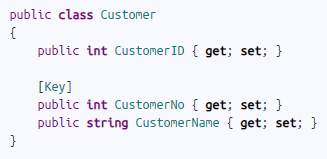 public class Customer
{
    public int CustomerID { get; set; }

    [Key]
    public int CustomerNo { get; set; }
    public string CustomerName { get; set; }
}